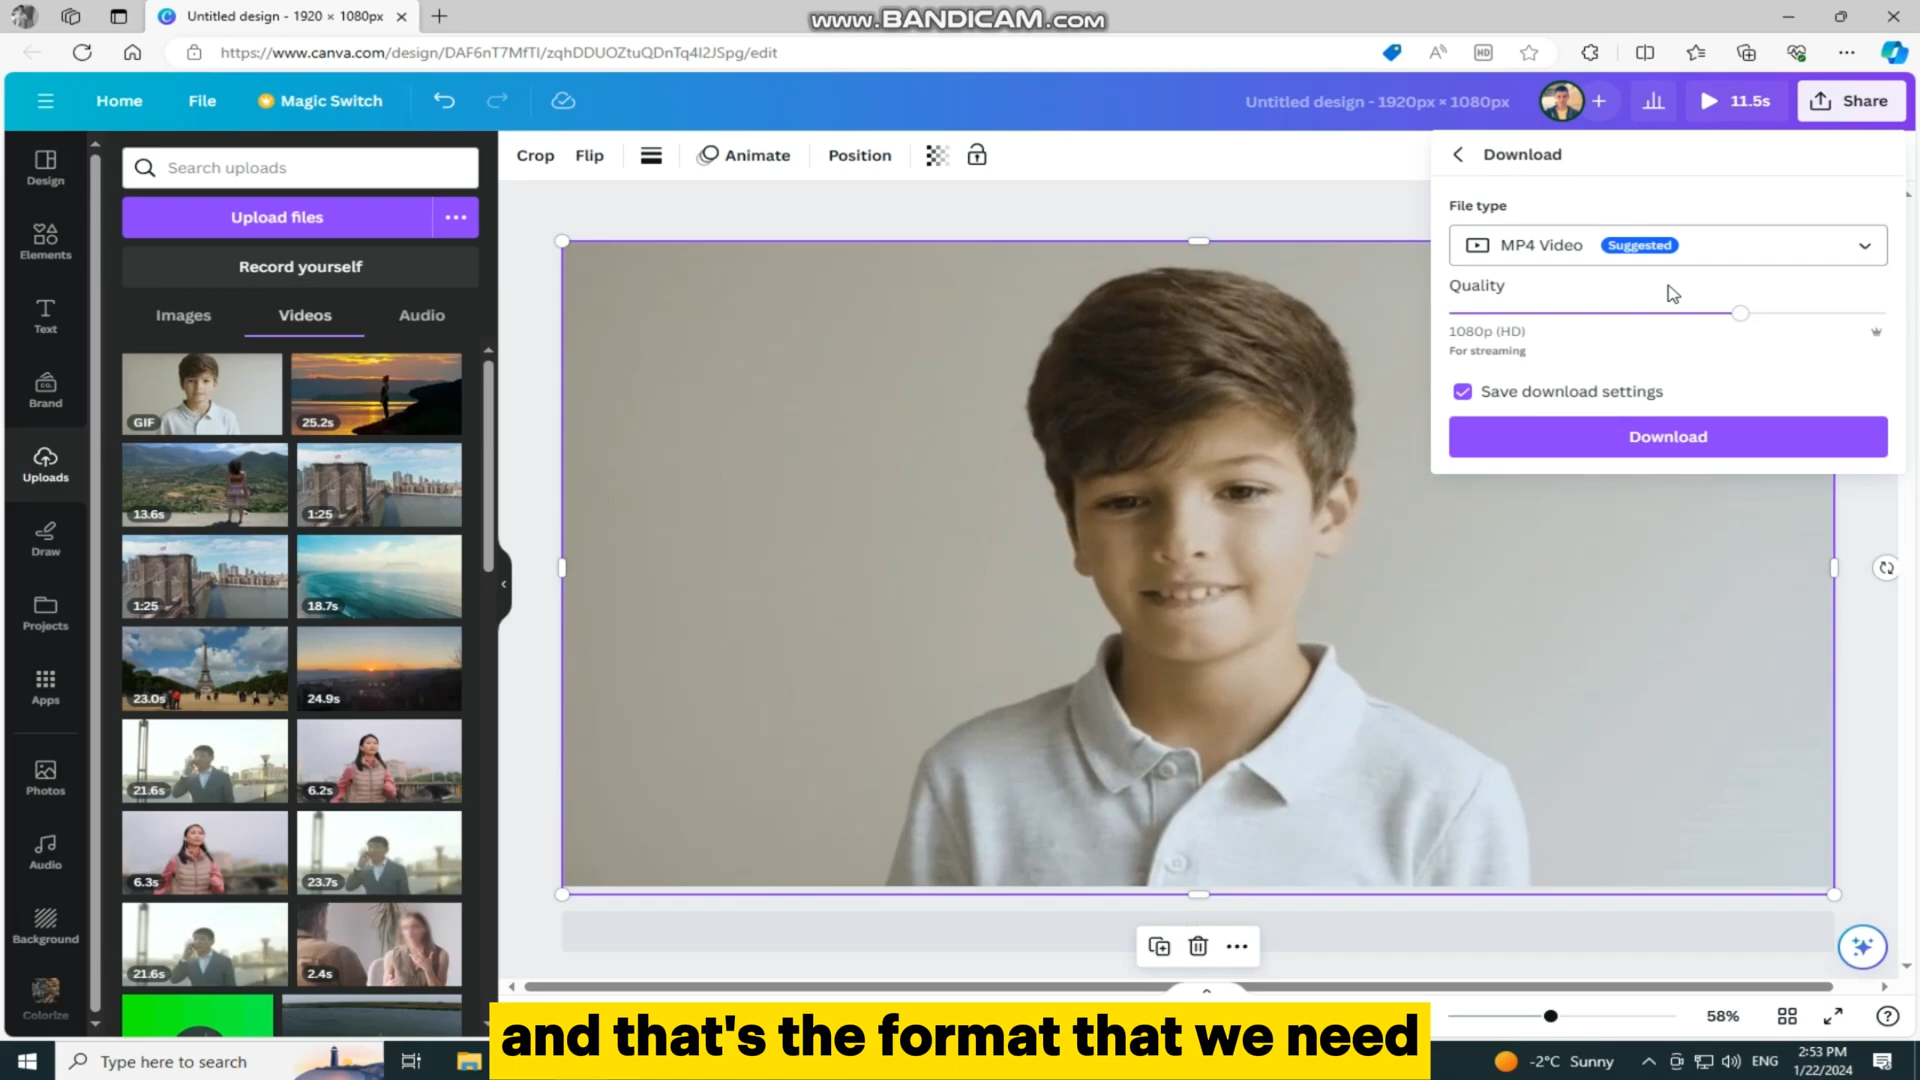 Untitled design - 1920 × 1080px
www.BANDICAM.com
https://www.canva.com/design/DAF6nT7MfTI/zqhDDUOZtuQDnTq4I2JSpg/edit
HD
Home
File
Magic Switch
Untitled design - 1920px × 1080px
11.5s
Share
Design
Elements
Text
Brand
Uploads
Draw
Projects
Apps
Photos
Audio
Background
Colorize
Search uploads
Upload files
Record yourself
Images
Videos
Audio
GIF
25.2s
13.6s
1:25
1:25
18.7s
23.0s
24.9s
21.6s
6.2s
6.3s
23.7s
21.6s
2.4s
Crop
Flip
Animate
Position
Download
File type
MP4 Video
Suggested
Quality
1080p (HD)
For streaming
Save download settings
Download
58%
and that's the format that we need
Type here to search
-2°C Sunny
ENG
2:53 PM
1/22/2024